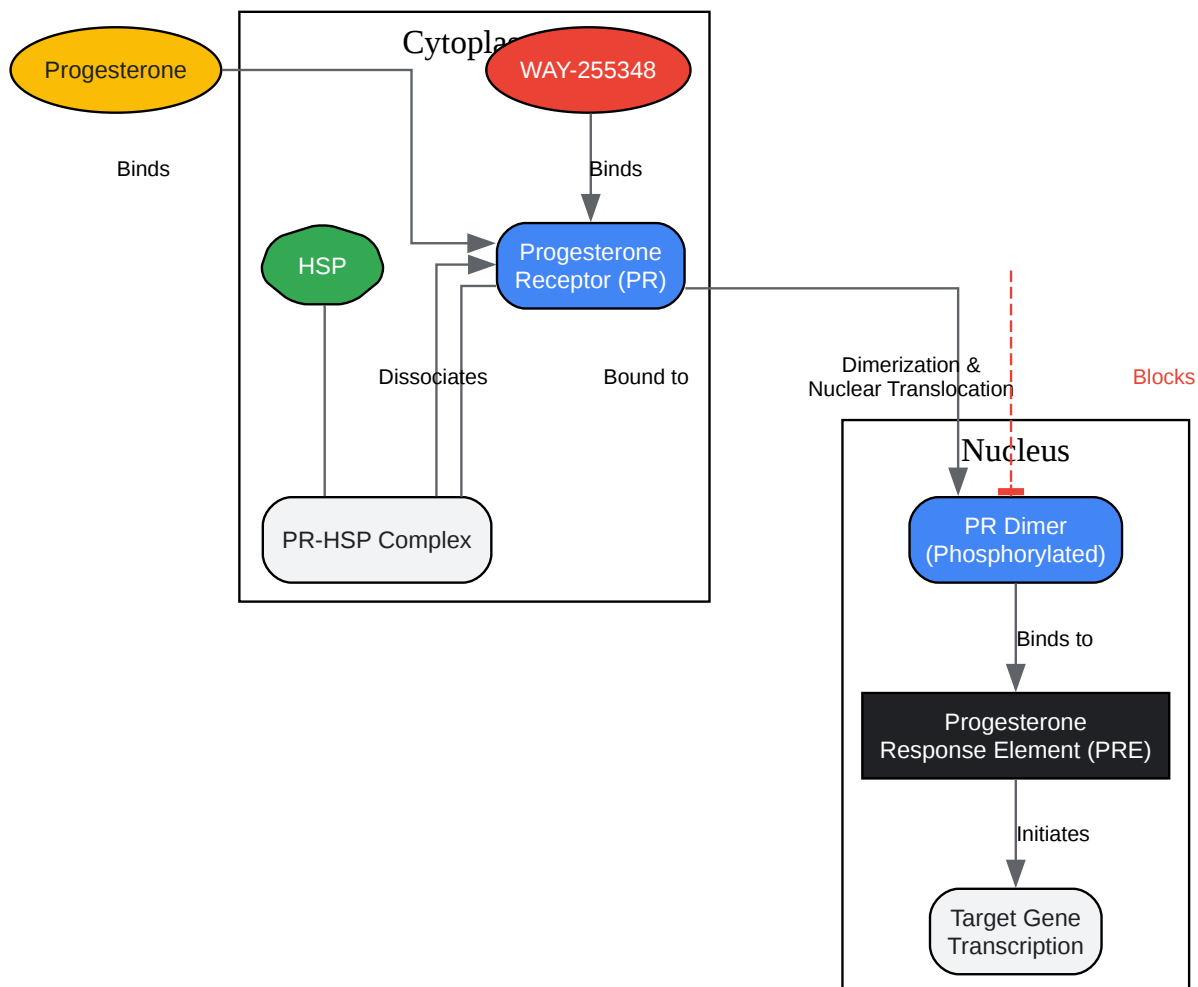 Cytoplas
Progesterone
WAY-255348
Binds
Binds
HSP
Progesterone
Receptor (PR)
Dissociates
Bound to
Dimerization &
Nuclear Translocation
Blocks
Nucleus
PR-HSP Complex
PR Dimer
(Phosphorylated)
Binds to
Progesterone
Response Element (PRE)
Initiates
Target Gene
Transcription